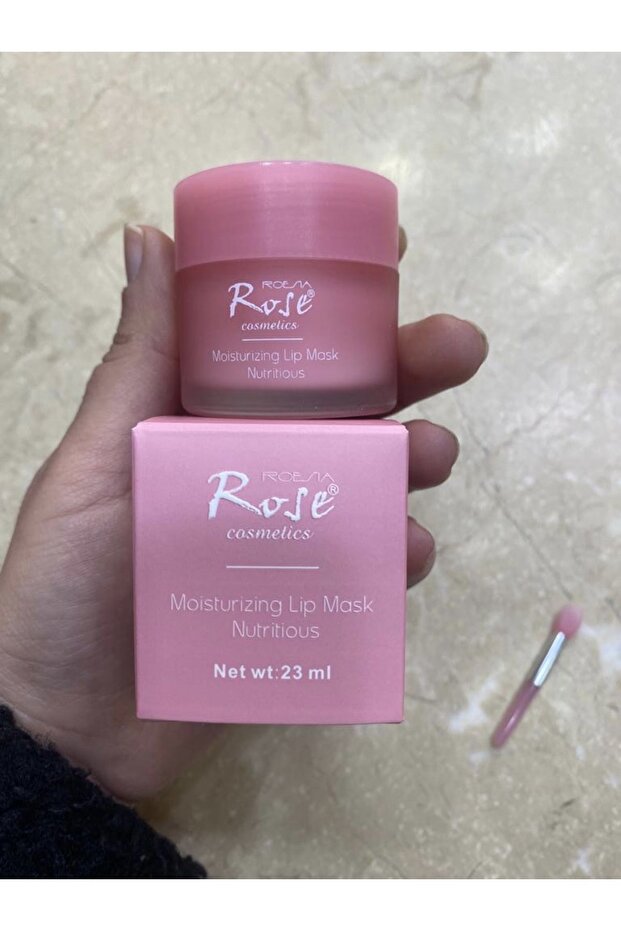 ROESIA
Rose®
cosmetics
Moisturizing Lip Mask
Nutritious
ROESIA
Rose®
cosmetics
Moisturizing Lip Mask
Nutritious
Net wt:23 ml